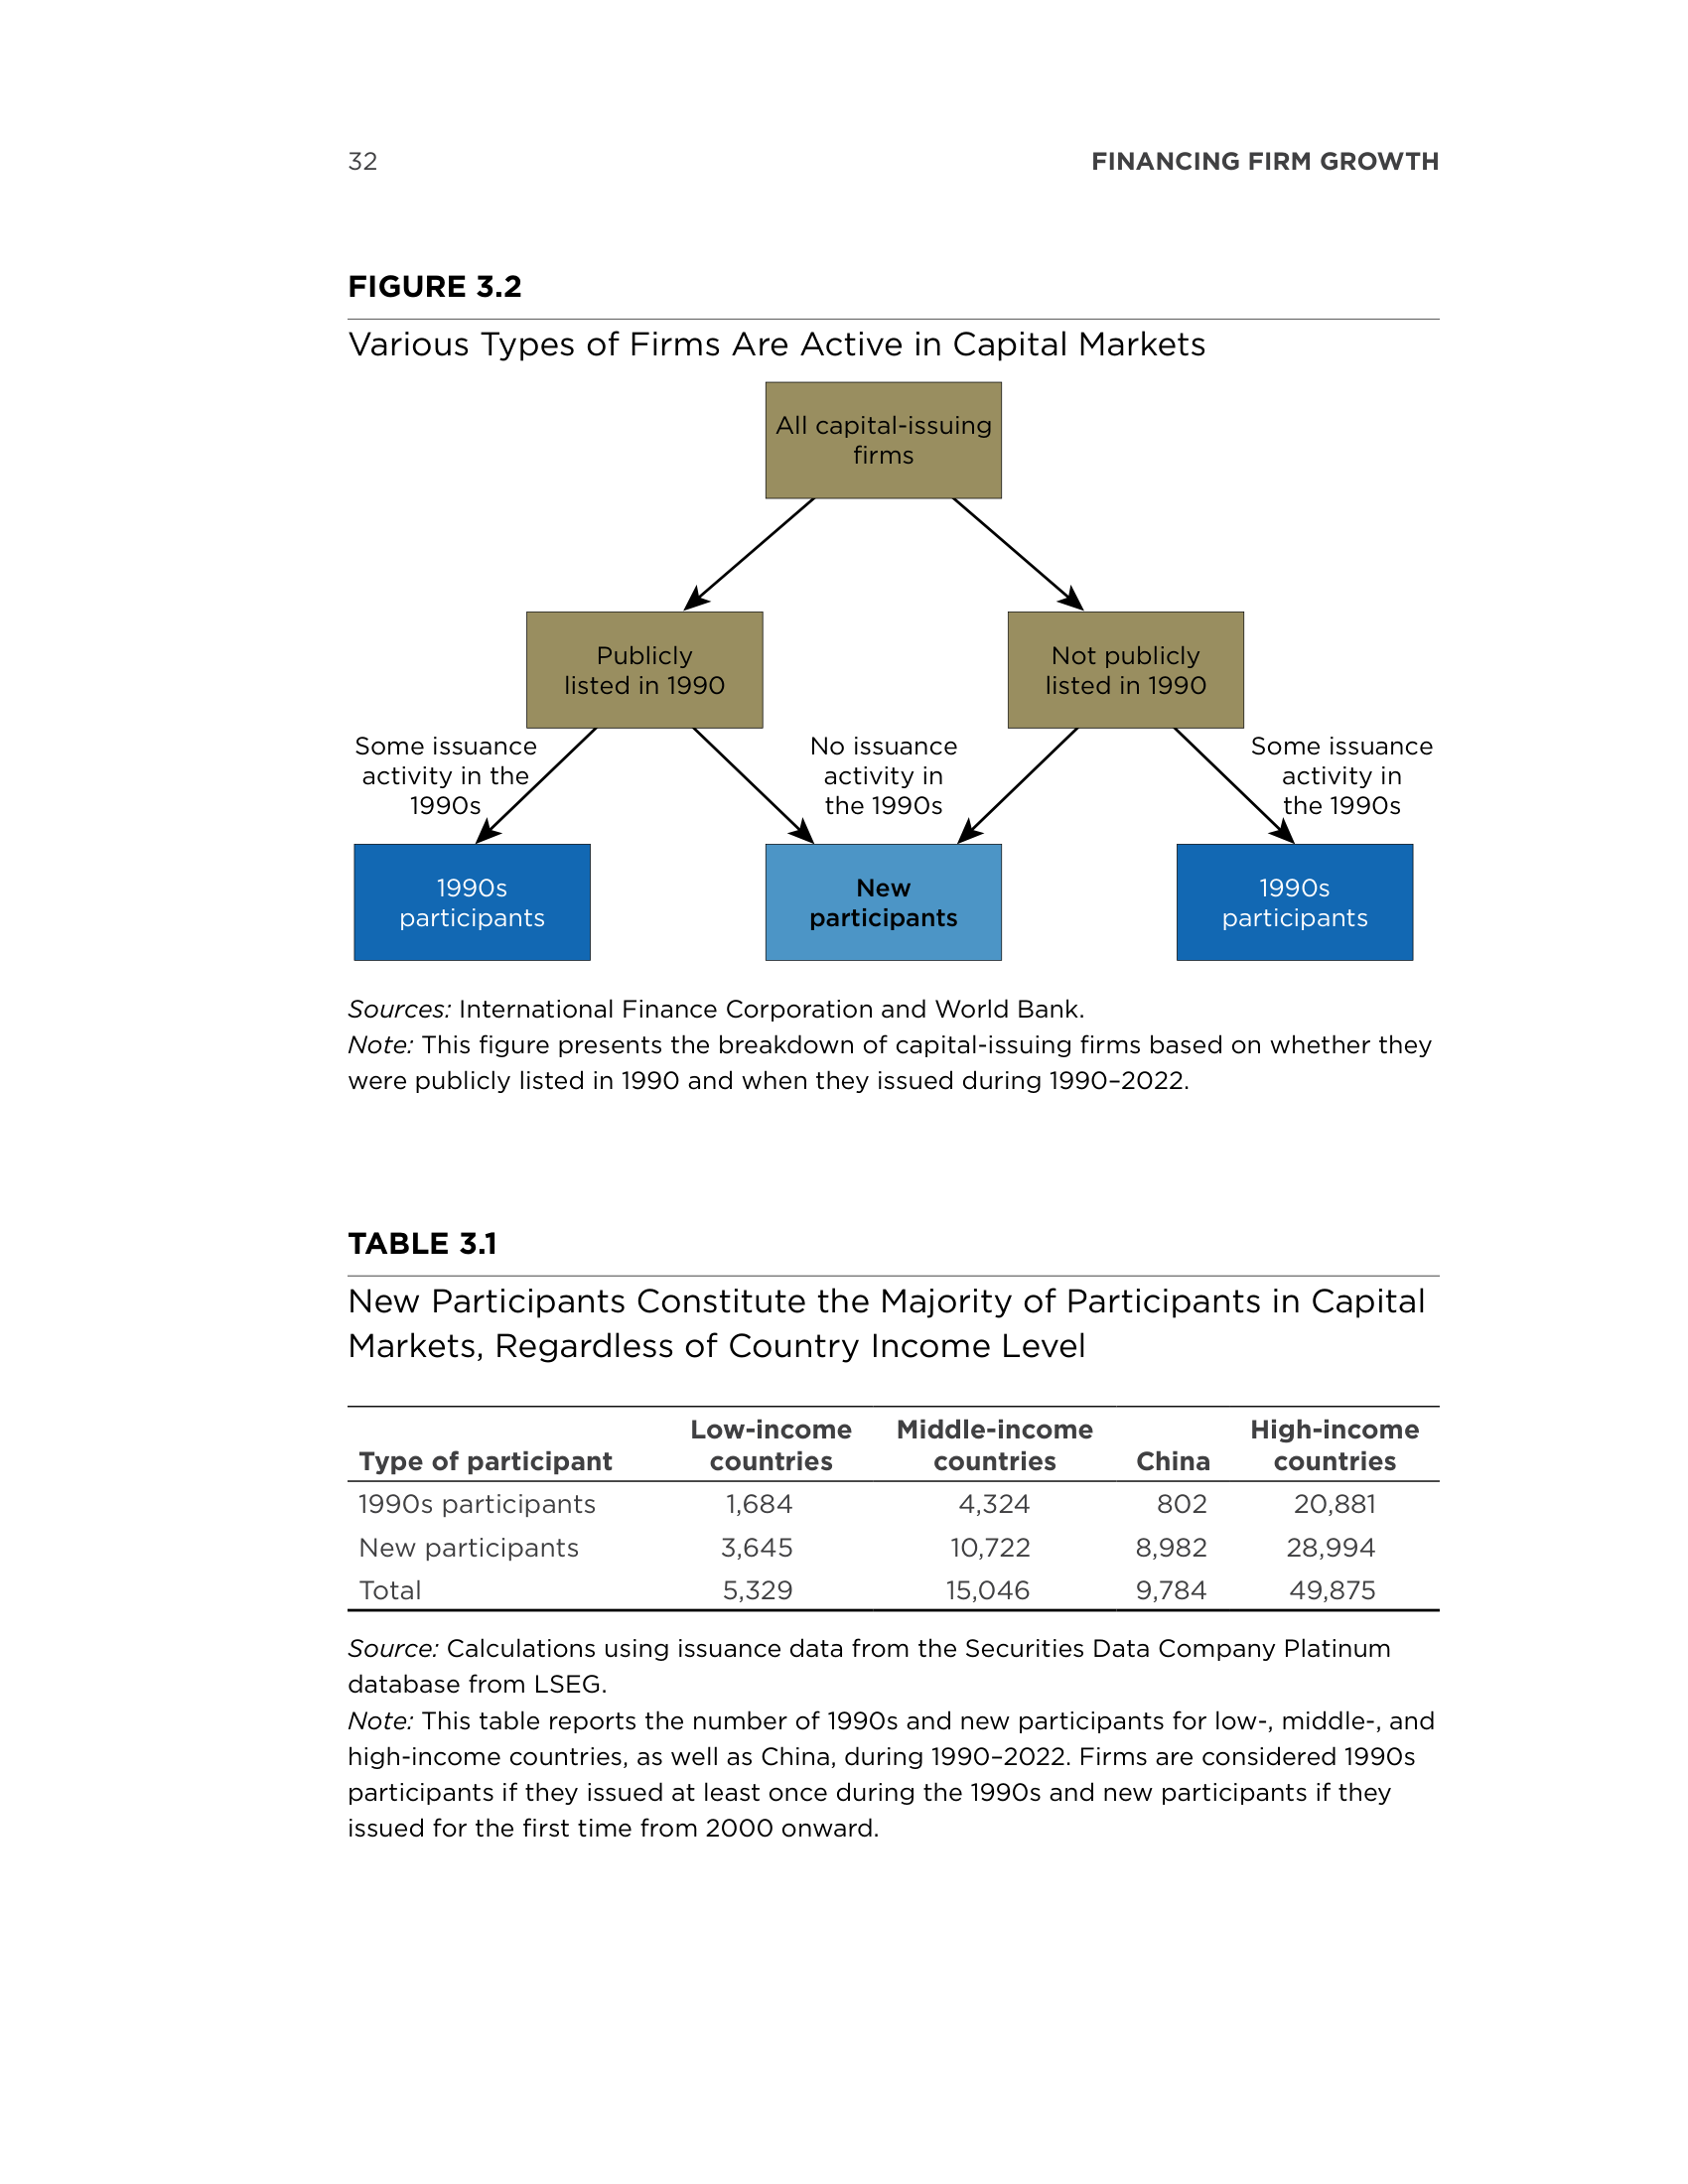 32
FINANCING FIRM GROWTH
FIGURE 3.2
Various Types of Firms Are Active in Capital Markets
All capital-issuing
firms
Publicly
listed in 1990
Not publicly
listed in 1990
Some issuance
activity in the
1990s
No issuance
activity in
the 1990s
Some issuance
activity in
the 1990s
1990s
participants
New
participants
1990s
participants
Sources: International Finance Corporation and World Bank.
Note: This figure presents the breakdown of capital-issuing firms based on whether they
were publicly listed in 1990 and when they issued during 1990–2022.
TABLE 3.1
New Participants Constitute the Majority of Participants in Capital
Markets, Regardless of Country Income Level
Type of participant Low-income countries Middle-income countries China High-income countries
1990s participants 1,684 4,324 802 20,881
New participants 3,645 10,722 8,982 28,994
Total 5,329 15,046 9,784 49,875
Source: Calculations using issuance data from the Securities Data Company Platinum
database from LSEG.
Note: This table reports the number of 1990s and new participants for low-, middle-, and
high-income countries, as well as China, during 1990–2022. Firms are considered 1990s
participants if they issued at least once during the 1990s and new participants if they
issued for the first time from 2000 onward.